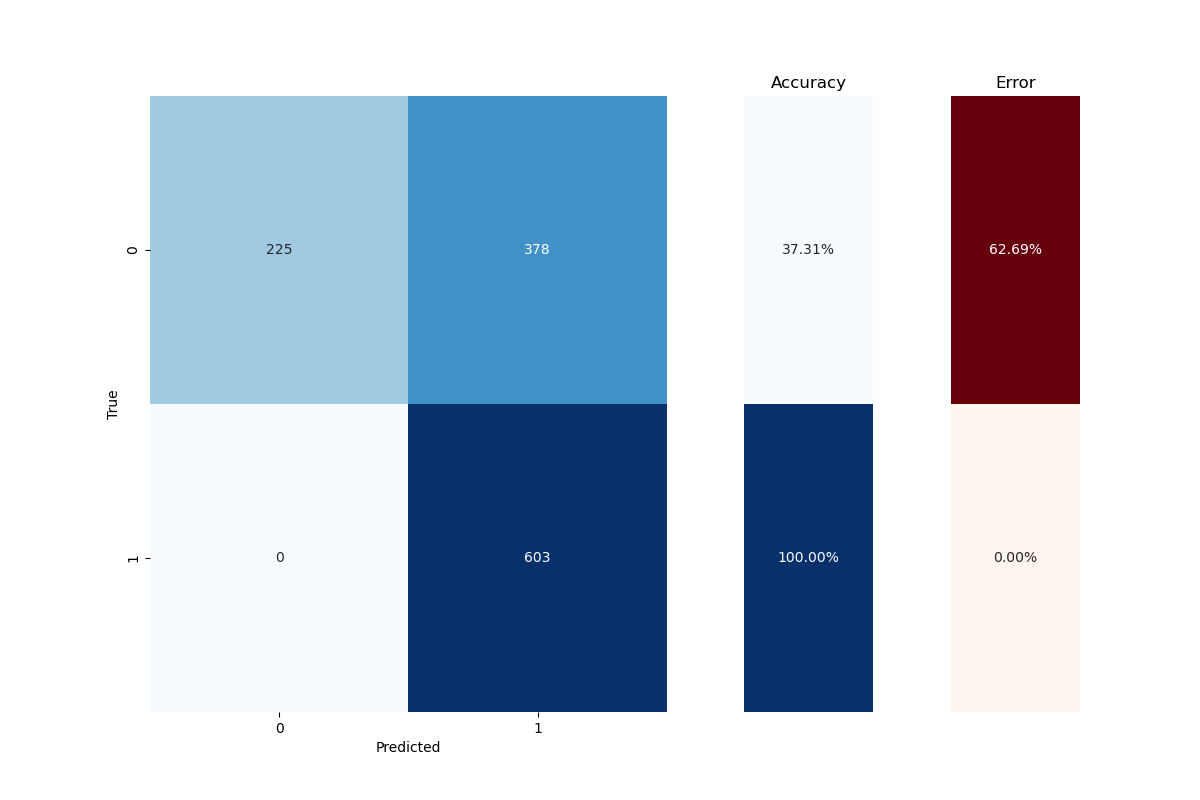 Accuracy Error
0 225 378 37.31% 62.69%
True
1 0 603 100.00% 0.00%
0 1
Predicted